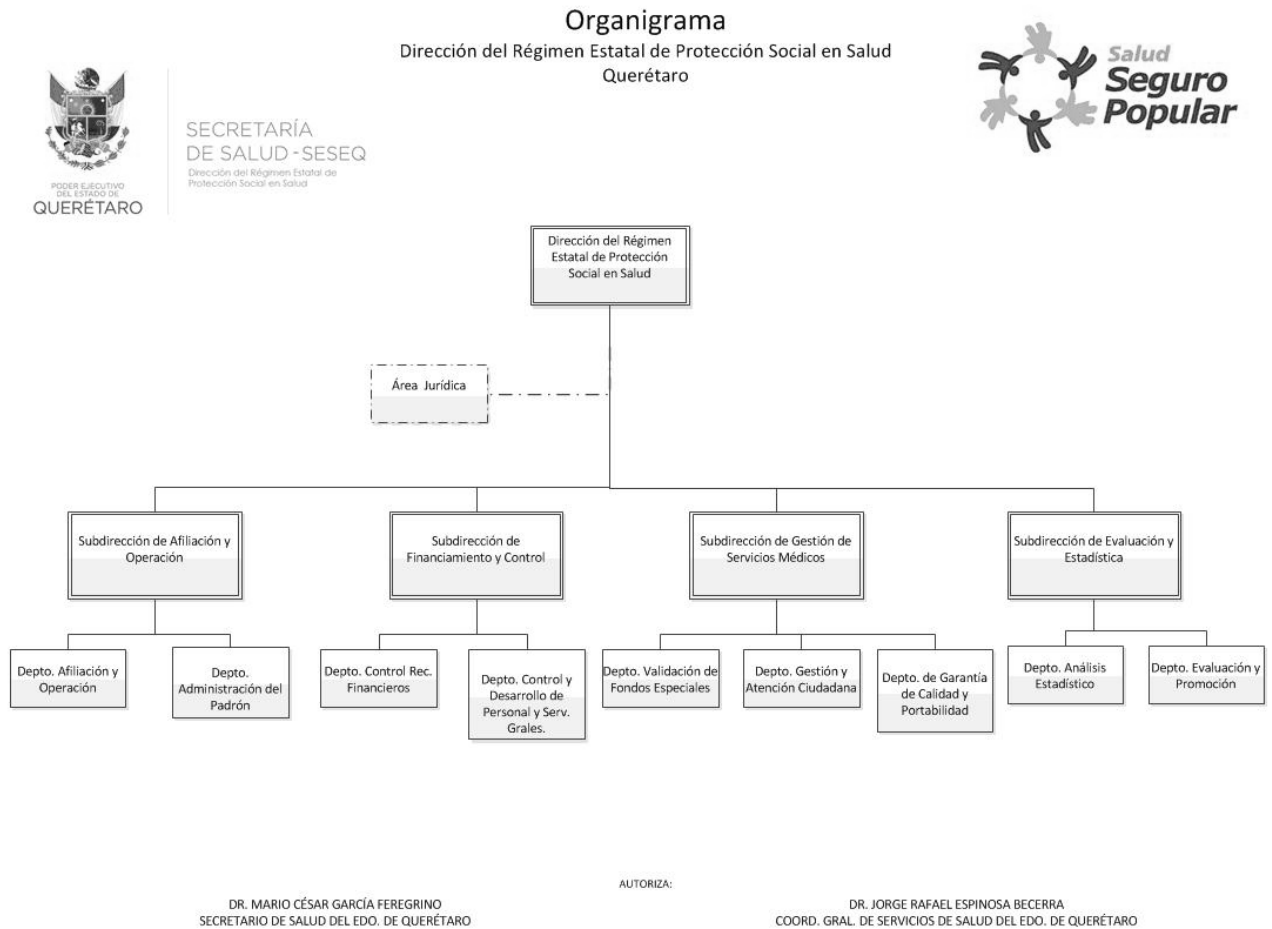 Organigrama
Dirección del Régimen Estatal de Protección Social en Salud
Querétaro
Salud
Seguro
Popular
SECRETARÍA
DE SALUD - SESEQ
Dirección del Régimen Estatal de
Protección Social en Salud
PODER EJECUTIVO
DEL ESTADO DE
QUERÉTARO
Dirección del Régimen
Estatal de Protección
Social en Salud
Área Jurídica
Subdirección de Afiliación y
Operación
Subdirección de
Financiamiento y Control
Subdirección de Gestión de
Servicios Médicos
Subdirección de Evaluación y
Estadística
Depto. Afiliación y
Operación
Depto.
Administración del
Padrón
Depto. Control Rec.
Financieros
Depto. Control y
Desarrollo de
Personal y Serv.
Grales.
Depto. Validación de
Fondos Especiales
Depto. Gestión y
Atención Ciudadana
Depto. de Garantía
de Calidad y
Portabilidad
Depto. Análisis
Estadístico
Depto. Evaluación y
Promoción
AUTORIZA:
DR. MARIO CÉSAR GARCÍA FEREGRINO
SECRETARIO DE SALUD DEL EDO. DE QUERÉTARO
DR. JORGE RAFAEL ESPINOSA BECERRA
COORD. GRAL. DE SERVICIOS DE SALUD DEL EDO. DE QUERÉTARO